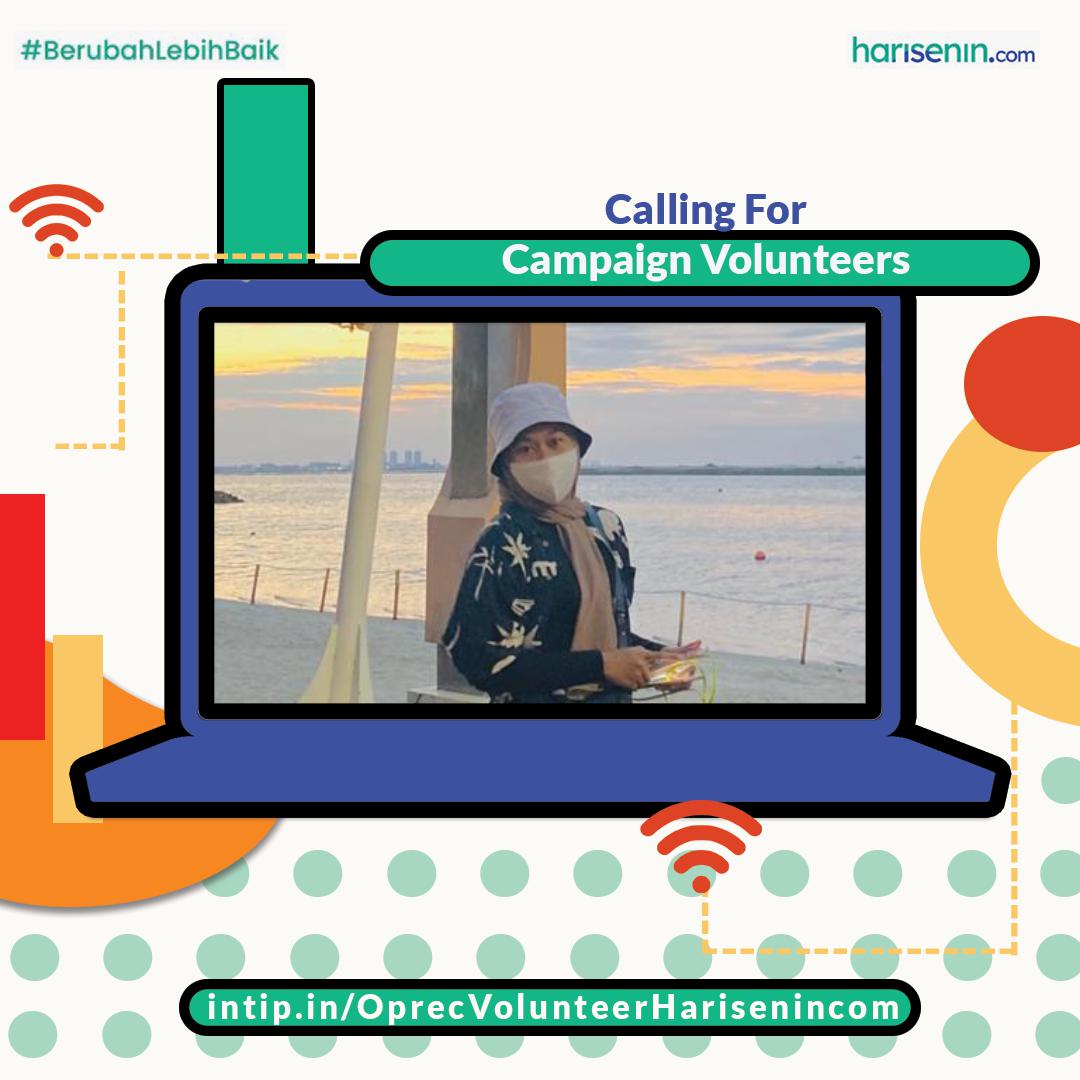 #BerubahLebihBaik
harisenin.com
Calling For
Campaign Volunteers
intip.in/OprecVolunteerHarisenincom